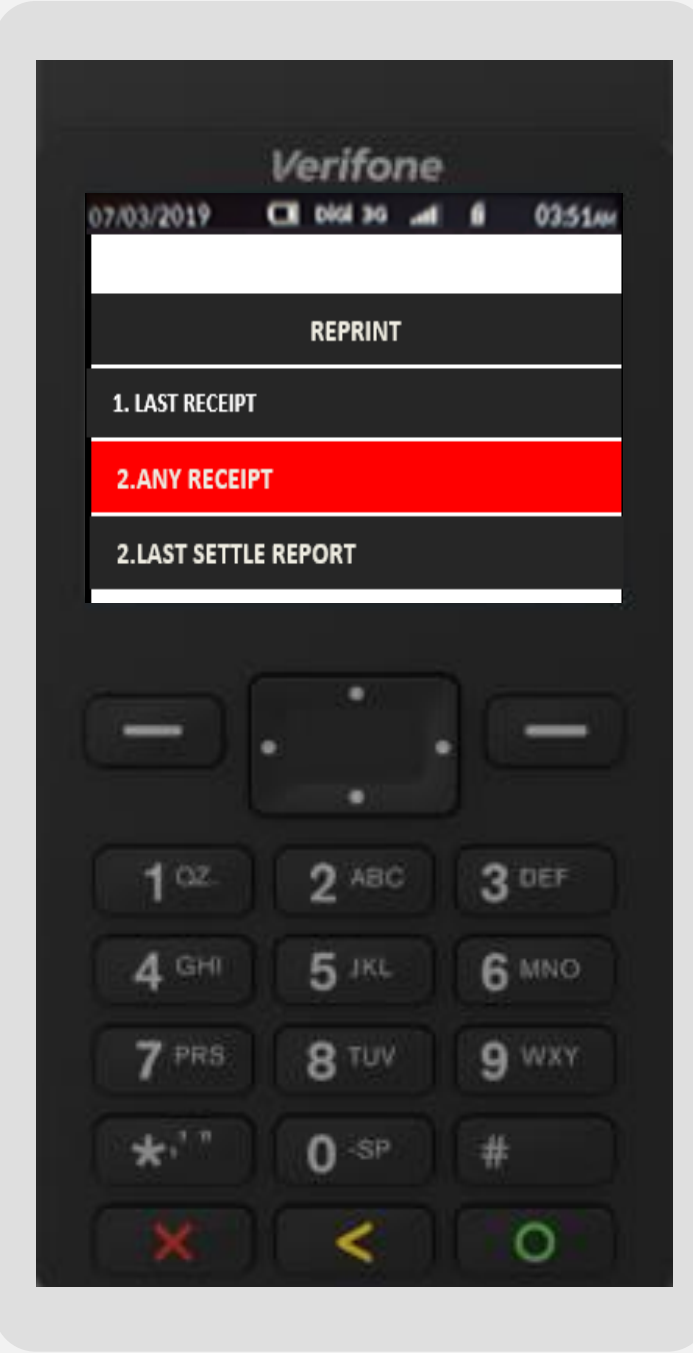 Verifone
07/03/2019 DIGI 3G 03:51AM
REPRINT
1. LAST RECEIPT
2.ANY RECEIPT
2.LAST SETTLE REPORT
1 QZ. 2 ABC 3 DEF
4 GHI 5 JKL 6 MNO
7 PRS 8 TUV 9 WXY
*,'" 0 -SP #